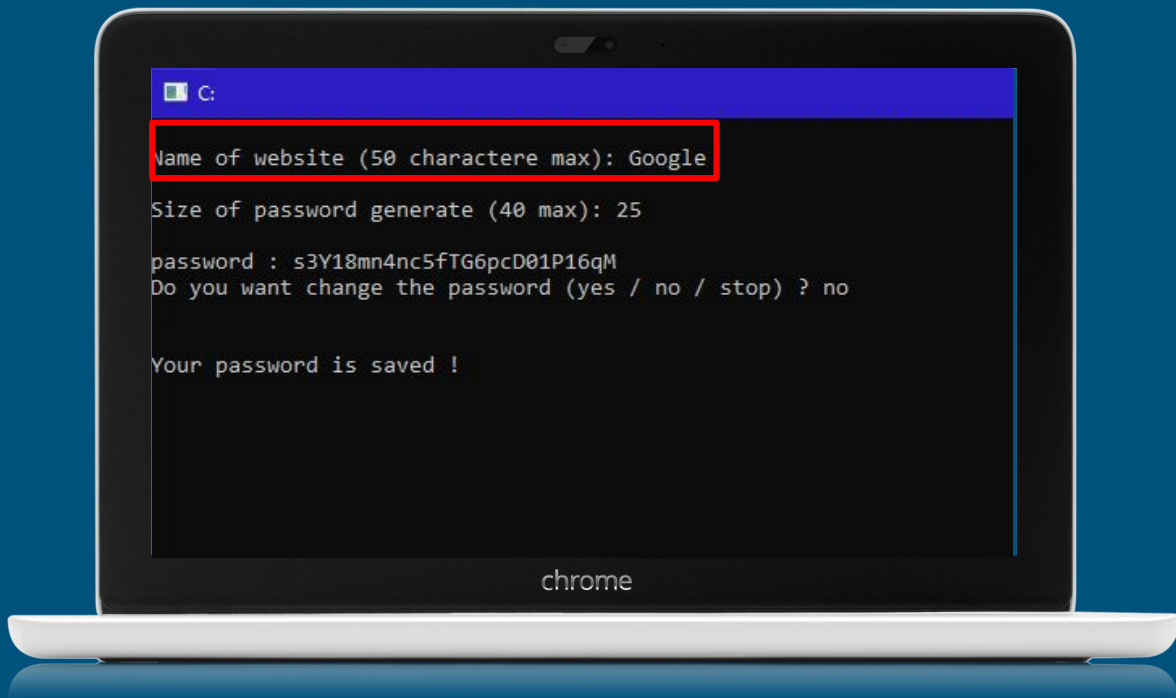 C:
Name of website (50 charactere max): Google
Size of password generate (40 max): 25
password : s3Y18mn4nc5fTG6pcD01P16qM
Do you want change the password (yes / no / stop) ? no
Your password is saved !
chrome